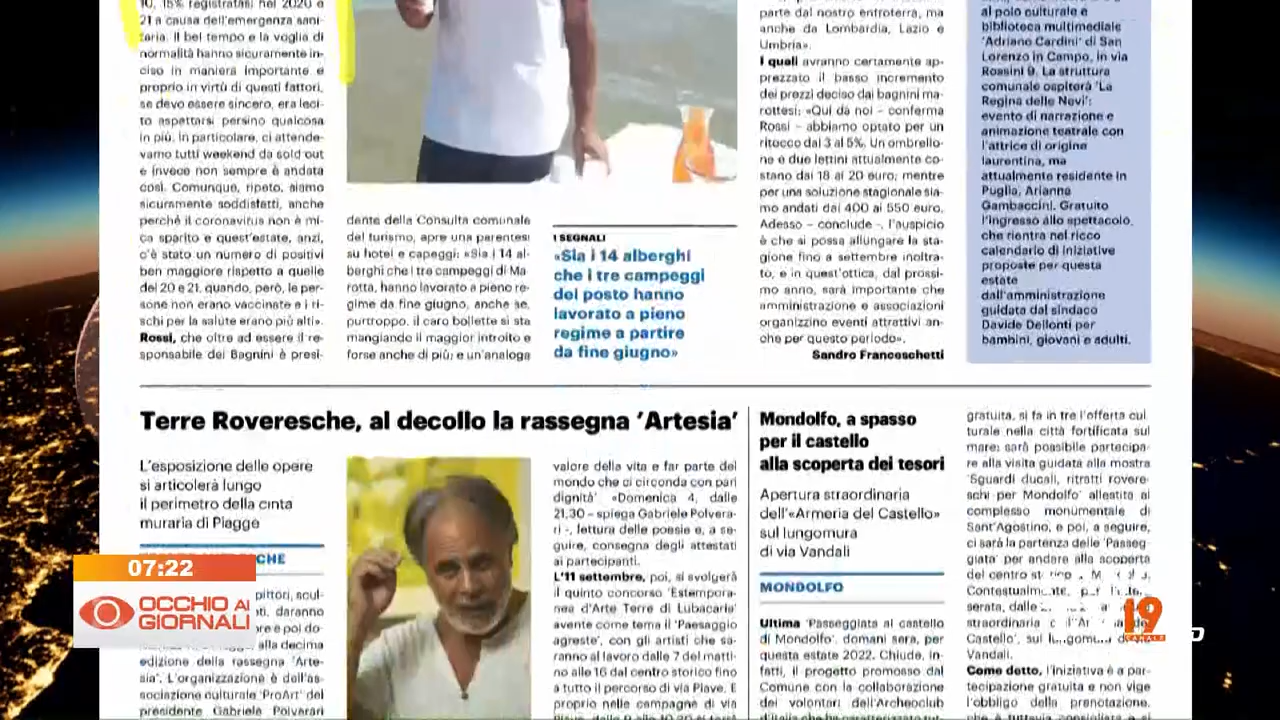 10, 15% registratasi nel 2020 e
21 a causa dell'emergenza sani-
taria. Il bel tempo e la voglia di
normalità hanno sicuramente in-
ciso in maniera importante e
proprio in virtù di questi fattori,
se devo essere sincero, era leci-
to aspettarsi persino qualcosa
in più. In particolare, ci attende-
vamo tutti weekend da sold out
e invece non sempre è andata
così. Comunque, ripeto, siamo
sicuramente soddisfatti, anche
perché il coronavirus non è mi-
ca sparito e quest'estate, anzi,
c'è stato un numero di positivi
ben maggiore rispetto a quelle
del 20 e 21, quando, però, le per-
sone non erano vaccinate e i ri-
schi per la salute erano più alti».
Rossi, che oltre ad essere il re-
sponsabile dei Bagnini è presi-
dente della Consulta comunale
del turismo, apre una parentesi
su hotel e capeggi: «Sia i 14 al-
berghi che i tre campeggi di Ma-
rotta, hanno lavorato a pieno re-
gime da fine giugno, anche se,
purtroppo, il caro bollette si sta
mangiando il maggior introito e
forse anche di più; e un'analoga
I SEGNALI
«Sia i 14 alberghi
che i tre campeggi
del posto hanno
lavorato a pieno
regime a partire
da fine giugno»
parte dal nostro entroterra, ma
anche da Lombardia, Lazio e
Umbria».
I quali avranno certamente ap-
prezzato il basso incremento
dei prezzi deciso dai bagnini ma-
rottesi: «Qui da noi – conferma
Rossi – abbiamo optato per un
ritocco dal 3 al 5%. Un ombrello-
ne e due lettini attualmente co-
stano dai 18 ai 20 euro; mentre
per una soluzione stagionale sia-
mo andati dai 400 ai 550 euro.
Adesso – conclude –, l'auspicio
è che si possa allungare la sta-
gione fino a settembre inoltra-
to, e in quest'ottica, dal prossi-
mo anno, sarà importante che
amministrazione e associazioni
organizzino eventi attrattivi an-
che per questo periodo».
Sandro Franceschetti
al polo culturale e
biblioteca multimediale
'Adriano Cardini' di San
Lorenzo in Campo, in via
Rossini 9. La struttura
comunale ospiterà 'La
Regina delle Nevi':
evento di narrazione e
animazione teatrale con
l'attrice di origine
laurentina, ma
attualmente residente in
Puglia, Arianna
Gambaccini. Gratuito
l'ingresso allo spettacolo,
che rientra nel ricco
calendario di iniziative
proposte per questa
estate
dall'amministrazione
guidata dal sindaco
Davide Dellonti per
bambini, giovani e adulti.
Terre Roveresche, al decollo la rassegna 'Artesia'
L'esposizione delle opere
si articolerà lungo
il perimetro della cinta
muraria di Piagge
pittori, scul-
daranno
re e poi do-
alla decima
edizione della rassegna 'Arte-
sia'. L'organizzazione è dell'as-
sociazione culturale 'ProArt' del
presidente Gabriele Polverari
valore della vita e far parte del
mondo che ci circonda con pari
dignità' «Domenica 4, dalle
21,30 – spiega Gabriele Polvera-
ri –, lettura delle poesie e, a se-
guire, consegna degli attestati
ai partecipanti.
L'11 settembre, poi, si svolgerà
il quinto concorso 'Estempora-
nea d'Arte Terre di Lubacaria'
avente come tema il 'Paesaggio
agreste', con gli artisti che sa-
ranno al lavoro dalle 7 del matti-
no alle 16 dal centro storico fino
a tutto il percorso di via Piave. E
proprio nelle campagne di via
Mondolfo, a spasso
per il castello
alla scoperta dei tesori
Apertura straordinaria
dell'«Armeria del Castello»
sul lungomura
di via Vandali
MONDOLFO
Ultima 'Passeggiata al castello
di Mondolfo', domani sera, per
questa estate 2022. Chiude, in-
fatti, il progetto promosso dal
Comune con la collaborazione
dei volontari dell'Archeoclub
gratuita, si fa in tre l'offerta cul
turale nella città fortificata sul
mare: sarà possibile partecipa-
re alla visita guidata alla mostra
'Sguardi ducali, ritratti rovere-
schi per Mondolfo' allestita al
complesso monumentale di
Sant'Agostino, e poi, a seguire,
ci sarà la partenza delle 'Passeg-
giata' per andare alla scoperta
del centro
serata, dalle
straordinaria
Castello', sul
Vandali.
Come detto, l'iniziativa è a par-
tecipazione gratuita e non vige
l'obbligo della prenotazione,
07:22
OCCHIO AI
GIORNALI
19
CANALE